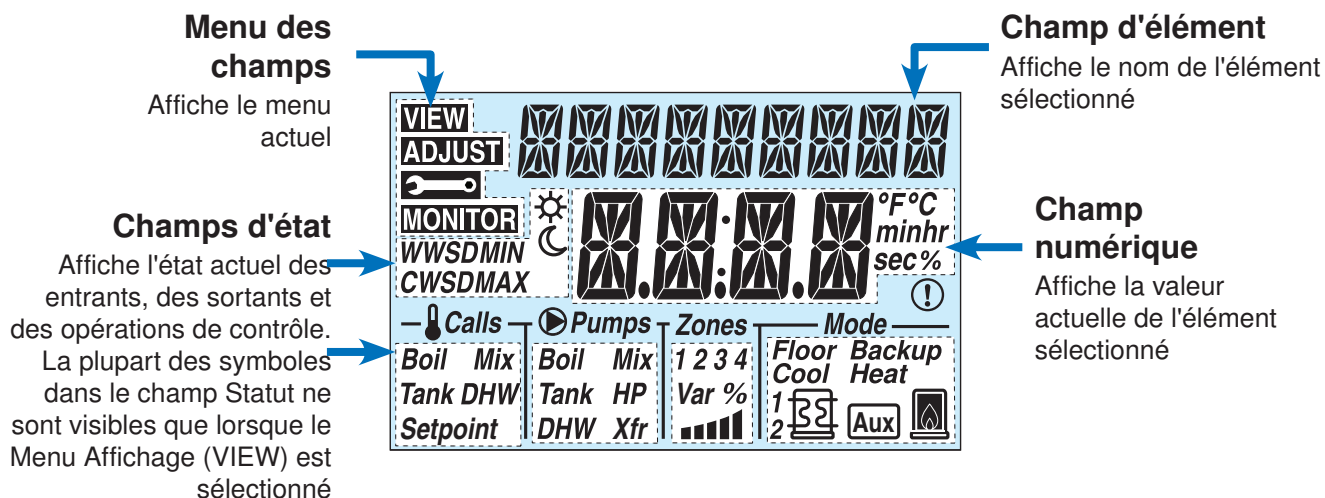 Menu des
champs
Affiche le menu
actuel
Champ d'élément
Affiche le nom de l'élément
sélectionné
VIEW
ADJUST
MONITOR
WWSDMIN
CWSDMAX
°F°C
minhr
sec%
Champs d'état
Affiche l'état actuel des
entrants, des sortants et
des opérations de contrôle.
La plupart des symboles
dans le champ Statut ne
sont visibles que lorsque le
Menu Affichage (VIEW) est
sélectionné
Champ
numérique
Affiche la valeur
actuelle de l'élément
sélectionné
Calls
Boil Mix
Tank DHW
Setpoint
Pumps
Boil Mix
Tank HP
DHW Xfr
Zones
1 2 3 4
Var %
Mode
Floor Backup
Cool Heat
1
2
Aux